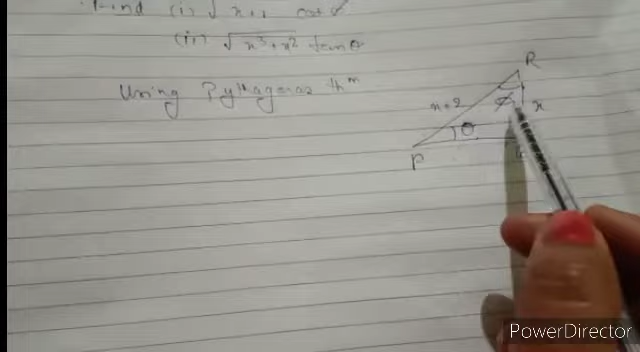 Find (i) √x+1 cot φ
(ii) √x³+x² tan θ
Using Pythagoras thᵐ
R
x+2
φ
x
θ
P
PowerDirector